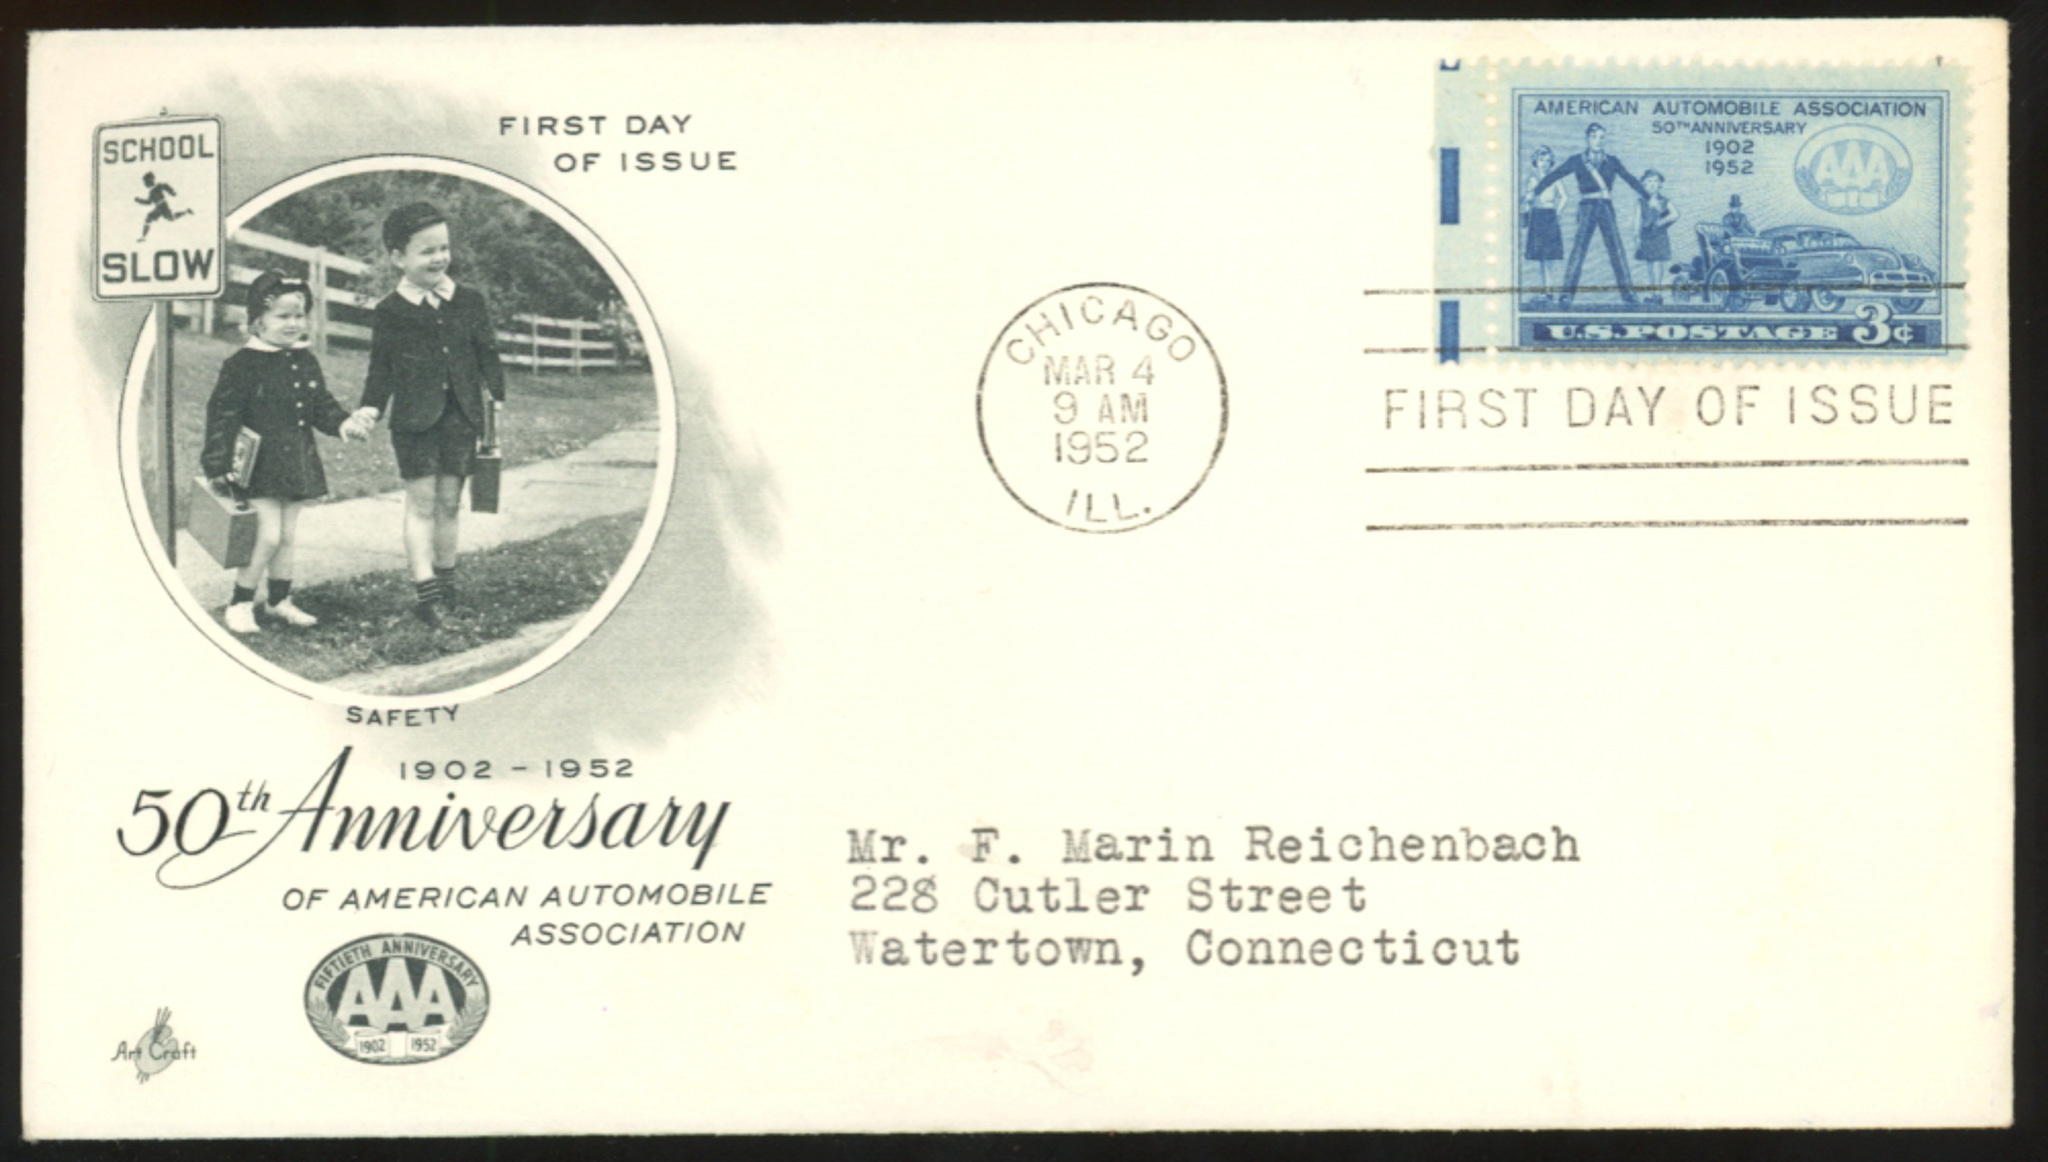 SCHOOL
SLOW
FIRST DAY
OF ISSUE
SAFETY
1902 - 1952
50th Anniversary
OF AMERICAN AUTOMOBILE
ASSOCIATION
FIFTIETH ANNIVERSARY
AAA
1902 1952
Art Craft
CHICAGO
MAR 4
9 AM
1952
ILL.
AMERICAN AUTOMOBILE ASSOCIATION
50TH ANNIVERSARY
1902
1952
AAA
U.S. POSTAGE 3¢
FIRST DAY OF ISSUE
Mr. F. Marin Reichenbach
228 Cutler Street
Watertown, Connecticut